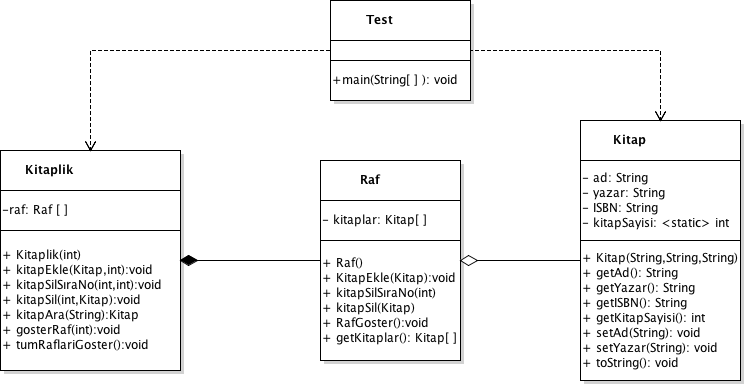 Test
+main(String[ ] ): void
Kitaplik
-raf: Raf [ ]
+ Kitaplik(int)
+ kitapEkle(Kitap,int):void
+ kitapSilSıraNo(int,int):void
+ kitapSil(int,Kitap):void
+ kitapAra(String):Kitap
+ gosterRaf(int):void
+ tumRaflariGoster():void
Raf
- kitaplar: Kitap[ ]
+ Raf()
+ KitapEkle(Kitap):void
+ kitapSilSıraNo(int)
+ kitapSil(Kitap)
+ RafGoster():void
+ getKitaplar(): Kitap[ ]
Kitap
- ad: String
- yazar: String
- ISBN: String
- kitapSayisi: <static> int
+ Kitap(String,String,String)
+ getAd(): String
+ getYazar(): String
+ getISBN(): String
+ getKitapSayisi(): int
+ setAd(String): void
+ setYazar(String): void
+ toString(): void